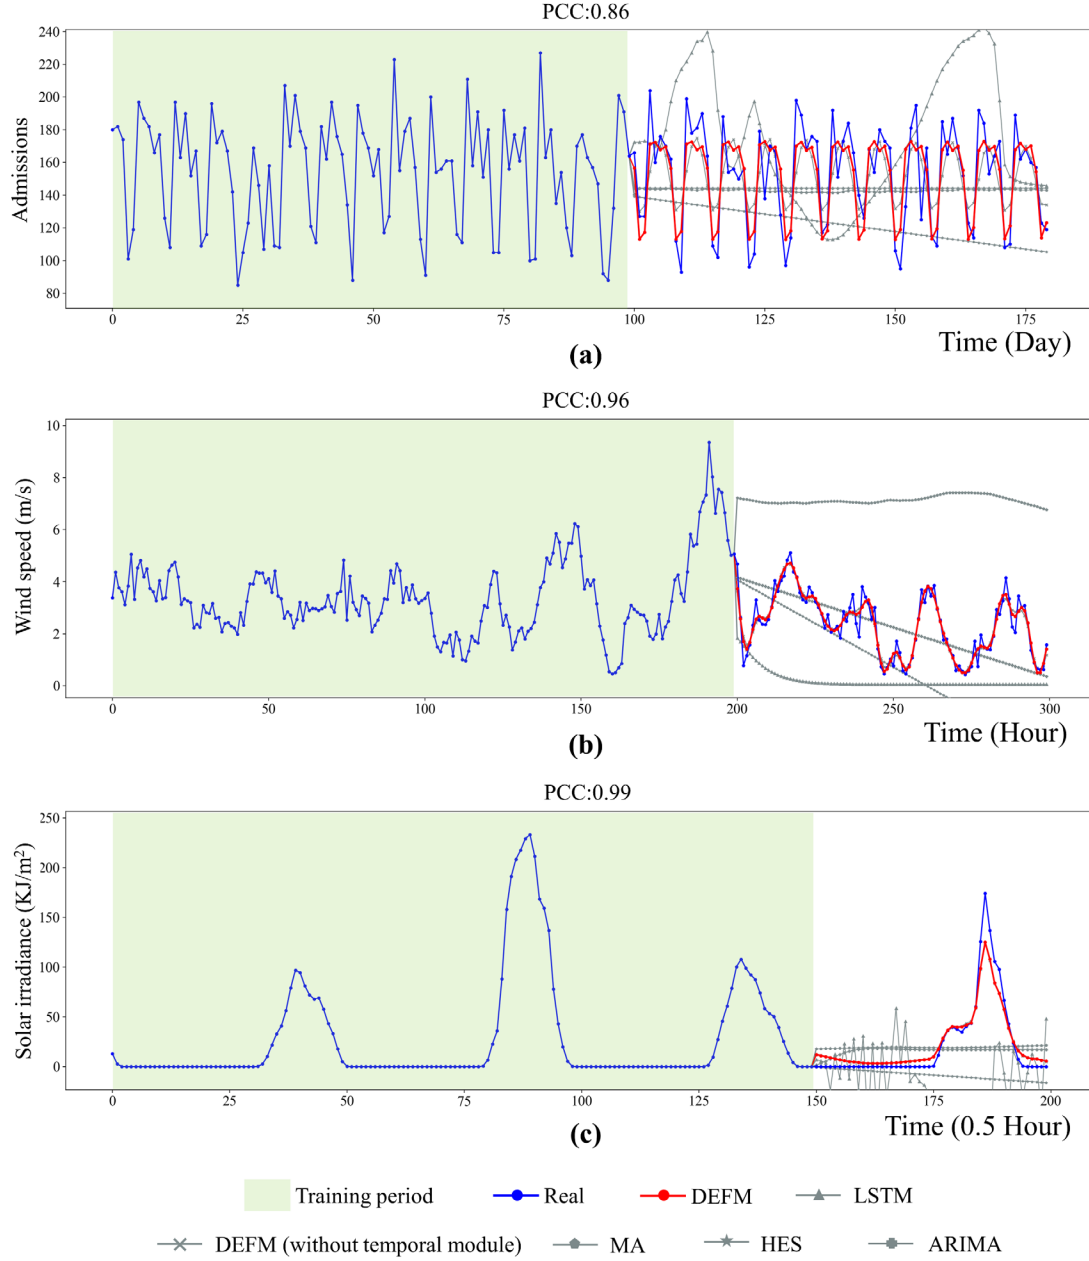 PCC:0.86
240
220
200
180
160
140
120
100
80
Admissions
0 25 50 75 100 125 150 175
Time (Day)
(a)
PCC:0.96
10
8
6
4
2
0
Wind speed (m/s)
0 50 100 150 200 250 300
Time (Hour)
(b)
PCC:0.99
250
200
150
100
50
0
Solar irradiance (KJ/m²)
0 25 50 75 100 125 150 175 200
Time (0.5 Hour)
(c)
Training period Real DEFM LSTM
DEFM (without temporal module) MA HES ARIMA